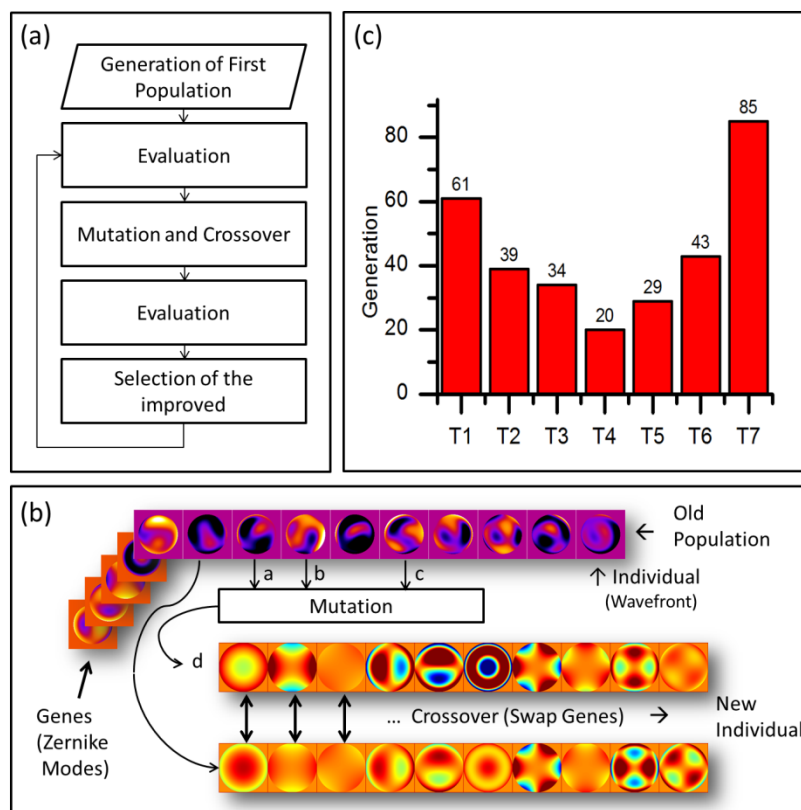 (a)
Generation of First
Population
Evaluation
Mutation and Crossover
Evaluation
Selection of the
improved
(c)
Generation
80
60
40
20
0
61
39
34
20
29
43
85
T1 T2 T3 T4 T5 T6 T7
(b)
← Old
Population
↑ Individual
(Wavefront)
a b c
Mutation
d
Genes
(Zernike
Modes)
... Crossover (Swap Genes) → New
Individual